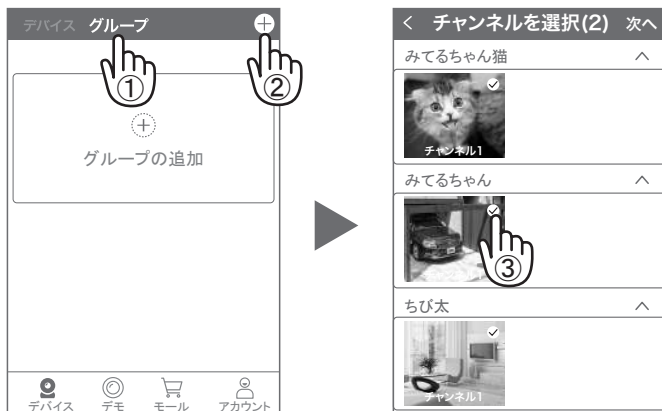 デバイス グループ
① ②
グループの追加
デバイス デモ モール アカウント
チャンネルを選択(2) 次へ
みてるちゃん猫
チャンネル1
みてるちゃん
③
ちび太
チャンネル1